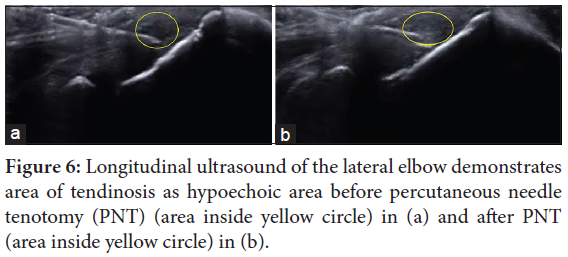 a
b
Figure 6: Longitudinal ultrasound of the lateral elbow demonstrates
area of tendinosis as hypoechoic area before percutaneous needle
tenotomy (PNT) (area inside yellow circle) in (a) and after PNT
(area inside yellow circle) in (b).